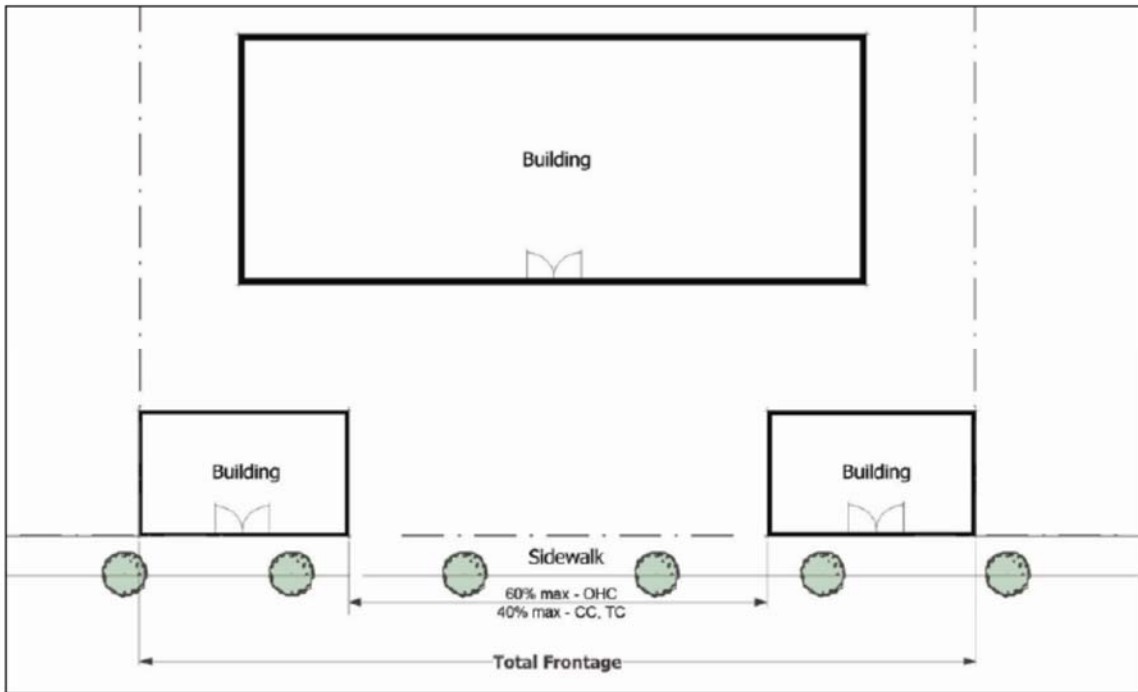 Building
Building
Building
Sidewalk
60% max - OHC
40% max - CC, TC
Total Frontage